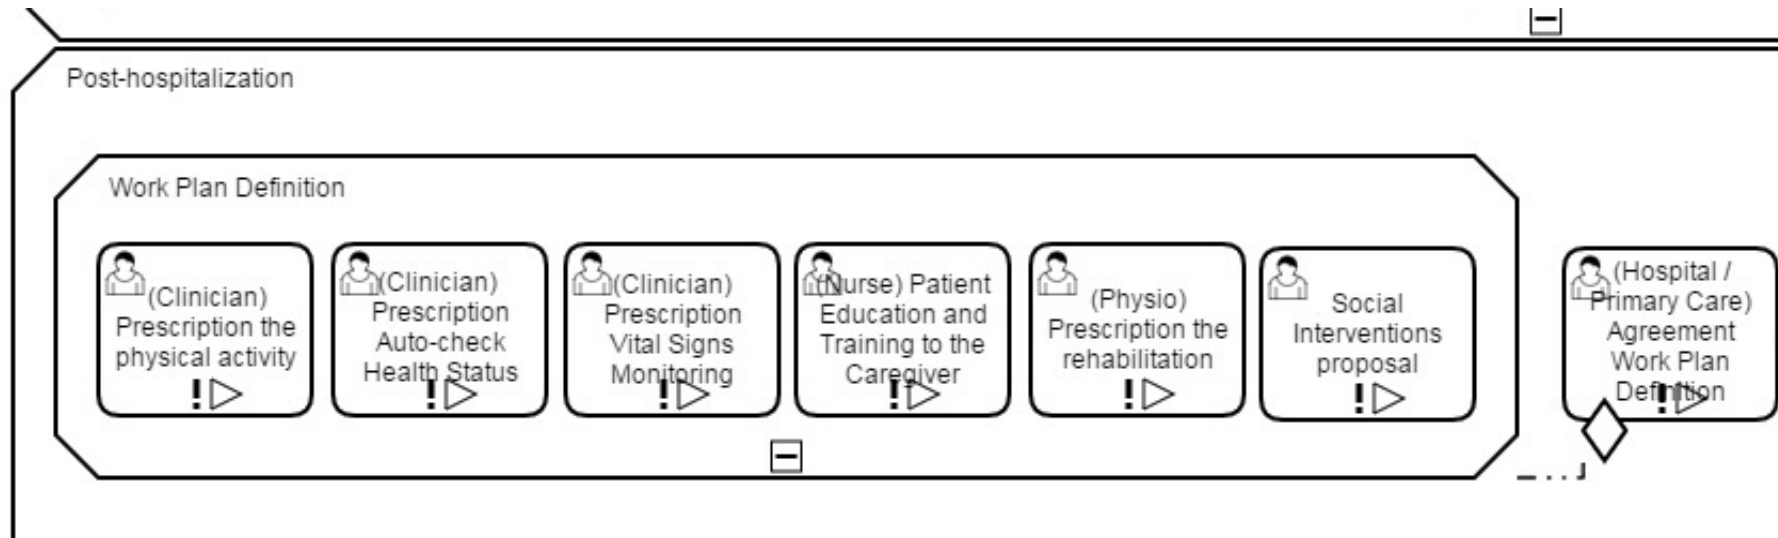 Post-hospitalization
Work Plan Definition
(Clinician)
Prescription the
physical activity
(Clinician)
Prescription
Auto-check
Health Status
(Clinician)
Prescription
Vital Signs
Monitoring
(Nurse) Patient
Education and
Training to the
Caregiver
(Physio)
Prescription the
rehabilitation
Social
Interventions
proposal
(Hospital /
Primary Care)
Agreement
Work Plan
Definition